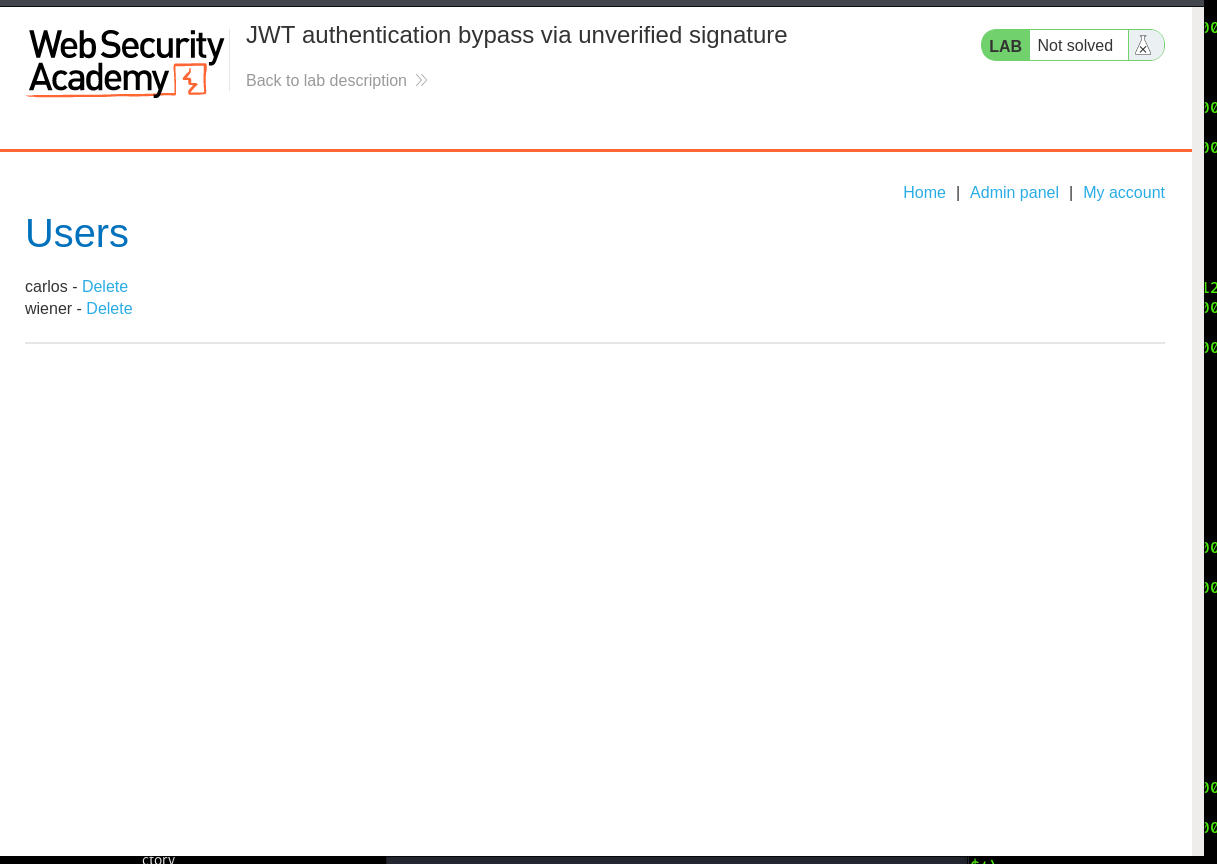 Web Security
Academy
JWT authentication bypass via unverified signature
Back to lab description
LAB Not solved
Home | Admin panel | My account
Users
carlos - Delete
wiener - Delete